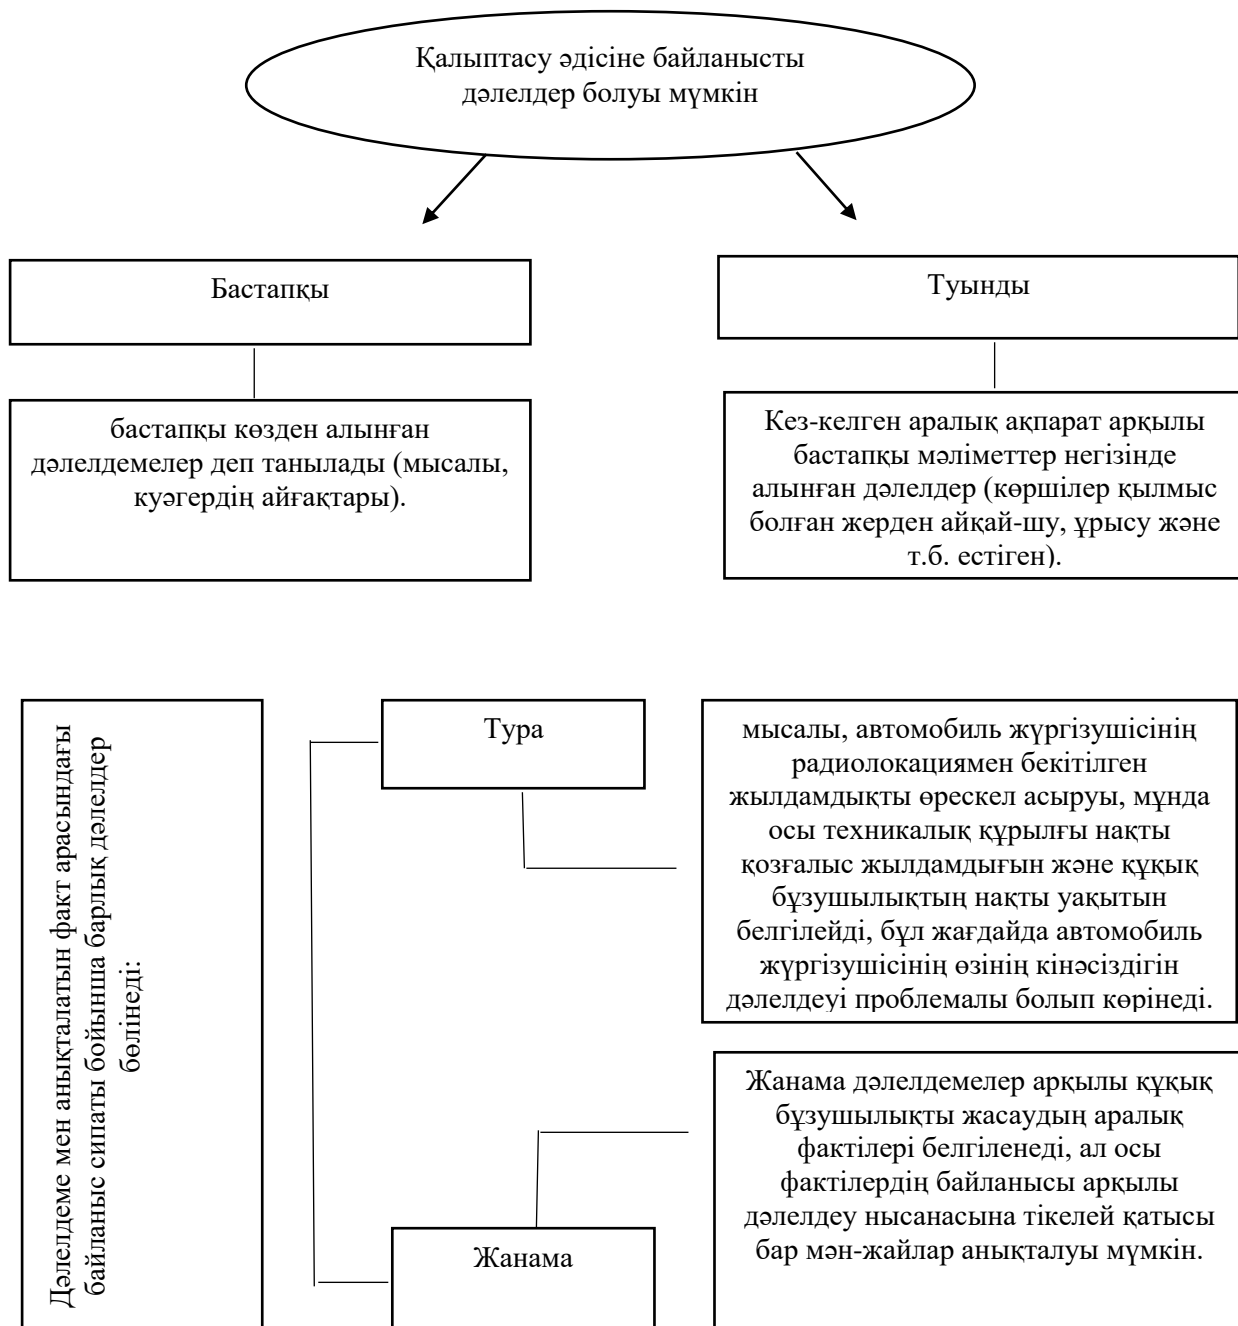 Қалыптасу әдісіне байланысты
дәлелдер болуы мүмкін
Бастапқы
Туынды
бастапқы көзден алынған
дәлелдемелер деп танылады (мысалы,
куәгердің айғақтары).
Кез-келген аралық ақпарат арқылы
бастапқы мәліметтер негізінде
алынған дәлелдер (көршілер қылмыс
болған жерден айқай-шу, ұрысу және
т.б. естіген).
Дәлелдеме мен анықталатын факт арасындағы
байланыс сипаты бойынша барлық дәлелдер
бөлінеді:
Тура
мысалы, автомобиль жүргізушісінің
радиолокациямен бекітілген
жылдамдықты өрескел асыруы, мұнда
осы техникалық құрылғы нақты
қозғалыс жылдамдығын және құқық
бұзушылықтың нақты уақытын
белгілейді, бұл жағдайда автомобиль
жүргізушісінің өзінің кінәсіздігін
дәлелдеуі проблемалы болып көрінеді.
Жанама дәлелдемелер арқылы құқық
бұзушылықты жасаудың аралық
фактілері белгіленеді, ал осы
фактілердің байланысы арқылы
дәлелдеу нысанасына тікелей қатысы
бар мән-жайлар анықталуы мүмкін.
Жанама